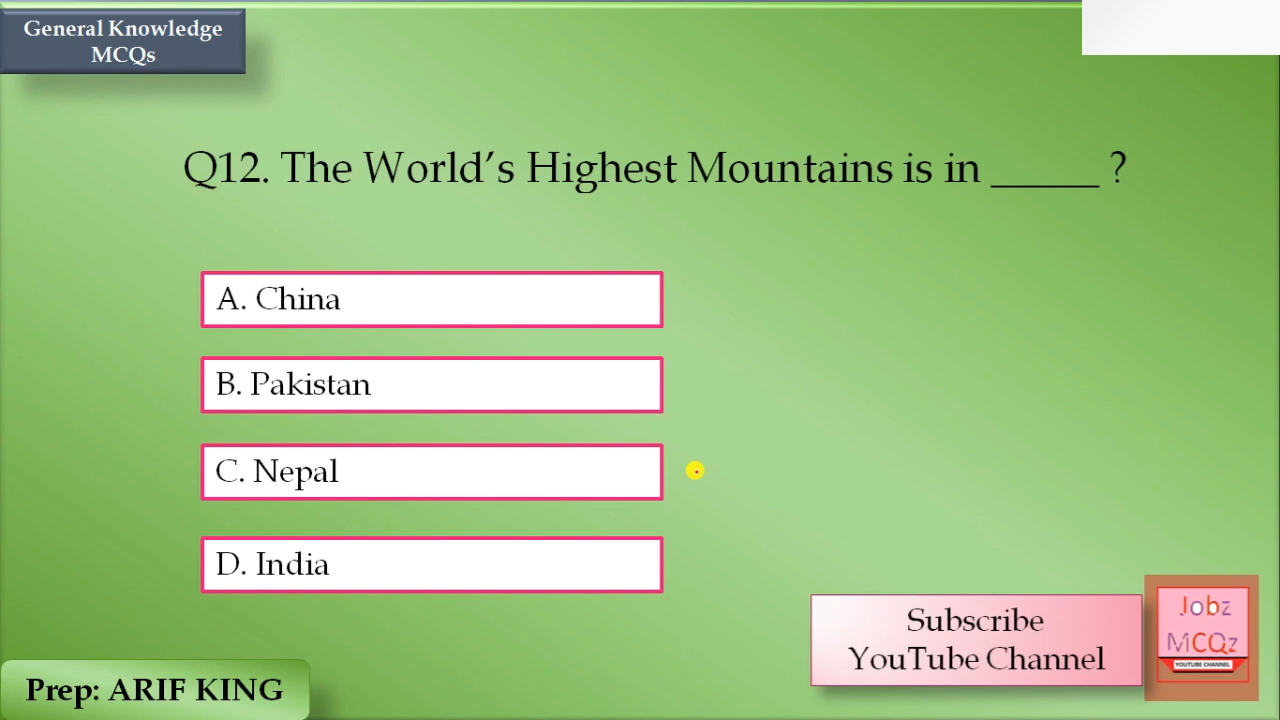 General Knowledge
MCQs
Q12. The World’s Highest Mountains is in _____ ?
A. China
B. Pakistan
C. Nepal
D. India
Subscribe
YouTube Channel
Jobz
MCQz
YOUTUBE CHANNEL
Prep: ARIF KING